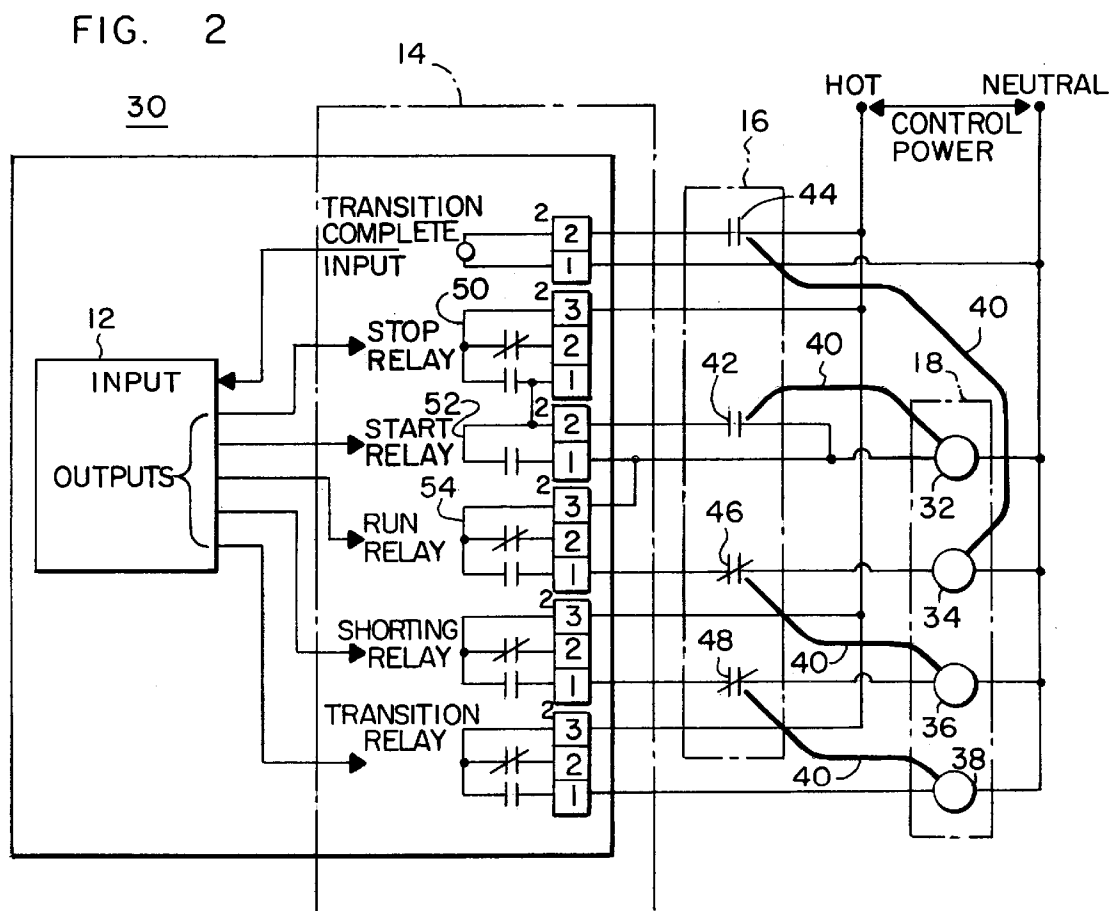 FIG. 2
14
HOT NEUTRAL
30
16
CONTROL
POWER
44
TRANSITION
COMPLETE
INPUT
2
2
1
50
2
3
2
1
STOP
RELAY
12
INPUT
OUTPUTS
40
40
18
42
52
START
RELAY
2
2
1
32
54
RUN
RELAY
2
3
2
1
46
34
SHORTING
RELAY
2
3
2
1
48
40
36
TRANSITION
RELAY
2
3
2
1
40
38